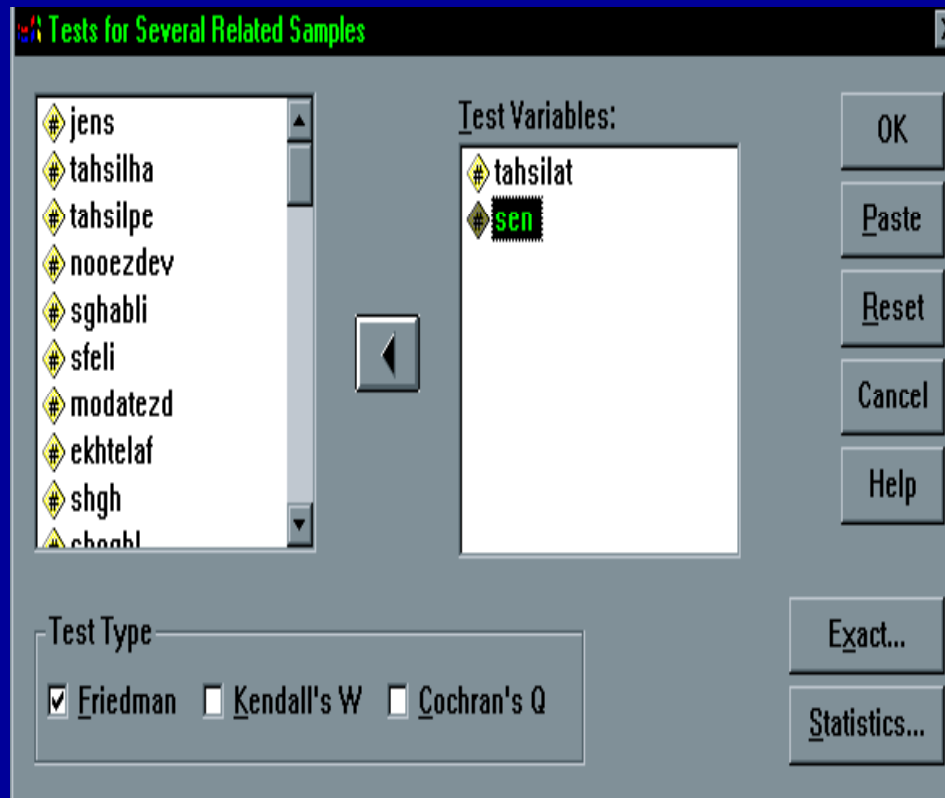 Tests for Several Related Samples
jens
tahsilha
tahsilpe
nooezdev
sghabli
sfeli
modatezd
ekhtelaf
shgh
Test Variables:
tahsilat
sen
OK
Paste
Reset
Cancel
Help
Test Type
Friedman Kendall's W Cochran's Q
Exact...
Statistics...